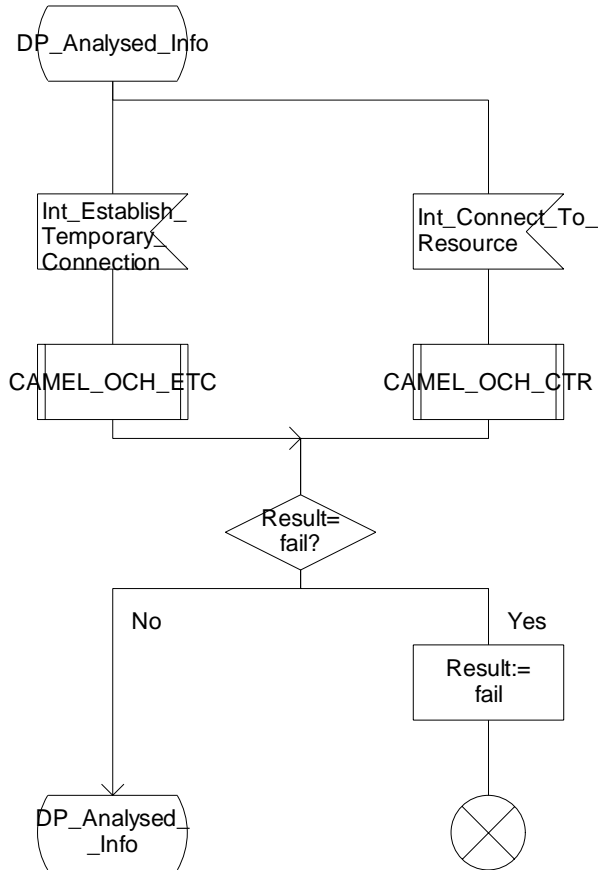 DP_Analysed_Info
Int_Establish_
Temporary_
Connection
Int_Connect_To_
Resource
CAMEL_OCH_ETC
CAMEL_OCH_CTR
Result=
fail?
No
Yes
Result:=
fail
DP_Analysed_
_Info